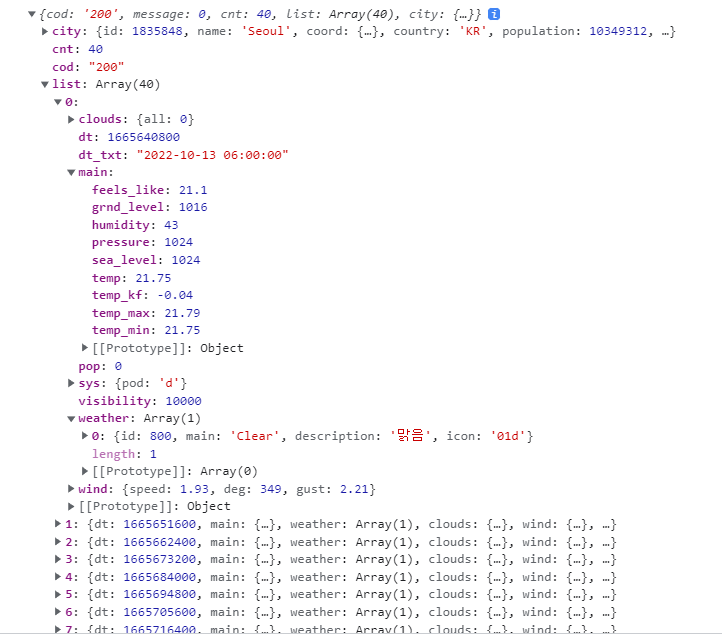 {cod: '200', message: 0, cnt: 40, list: Array(40), city: {…}} i
city: {id: 1835848, name: 'Seoul', coord: {…}, country: 'KR', population: 10349312, …}
cnt: 40
cod: "200"
list: Array(40)
0:
clouds: {all: 0}
dt: 1665640800
dt_txt: "2022-10-13 06:00:00"
main:
feels_like: 21.1
grnd_level: 1016
humidity: 43
pressure: 1024
sea_level: 1024
temp: 21.75
temp_kf: -0.04
temp_max: 21.79
temp_min: 21.75
[[Prototype]]: Object
pop: 0
sys: {pod: 'd'}
visibility: 10000
weather: Array(1)
0: {id: 800, main: 'Clear', description: '맑음', icon: '01d'}
length: 1
[[Prototype]]: Array(0)
wind: {speed: 1.93, deg: 349, gust: 2.21}
[[Prototype]]: Object
1: {dt: 1665651600, main: {…}, weather: Array(1), clouds: {…}, wind: {…}, …}
2: {dt: 1665662400, main: {…}, weather: Array(1), clouds: {…}, wind: {…}, …}
3: {dt: 1665673200, main: {…}, weather: Array(1), clouds: {…}, wind: {…}, …}
4: {dt: 1665684000, main: {…}, weather: Array(1), clouds: {…}, wind: {…}, …}
5: {dt: 1665694800, main: {…}, weather: Array(1), clouds: {…}, wind: {…}, …}
6: {dt: 1665705600, main: {…}, weather: Array(1), clouds: {…}, wind: {…}, …}
7: {dt: 1665716400, main: {…}, weather: Array(1), clouds: {…}, wind: {…}, …}